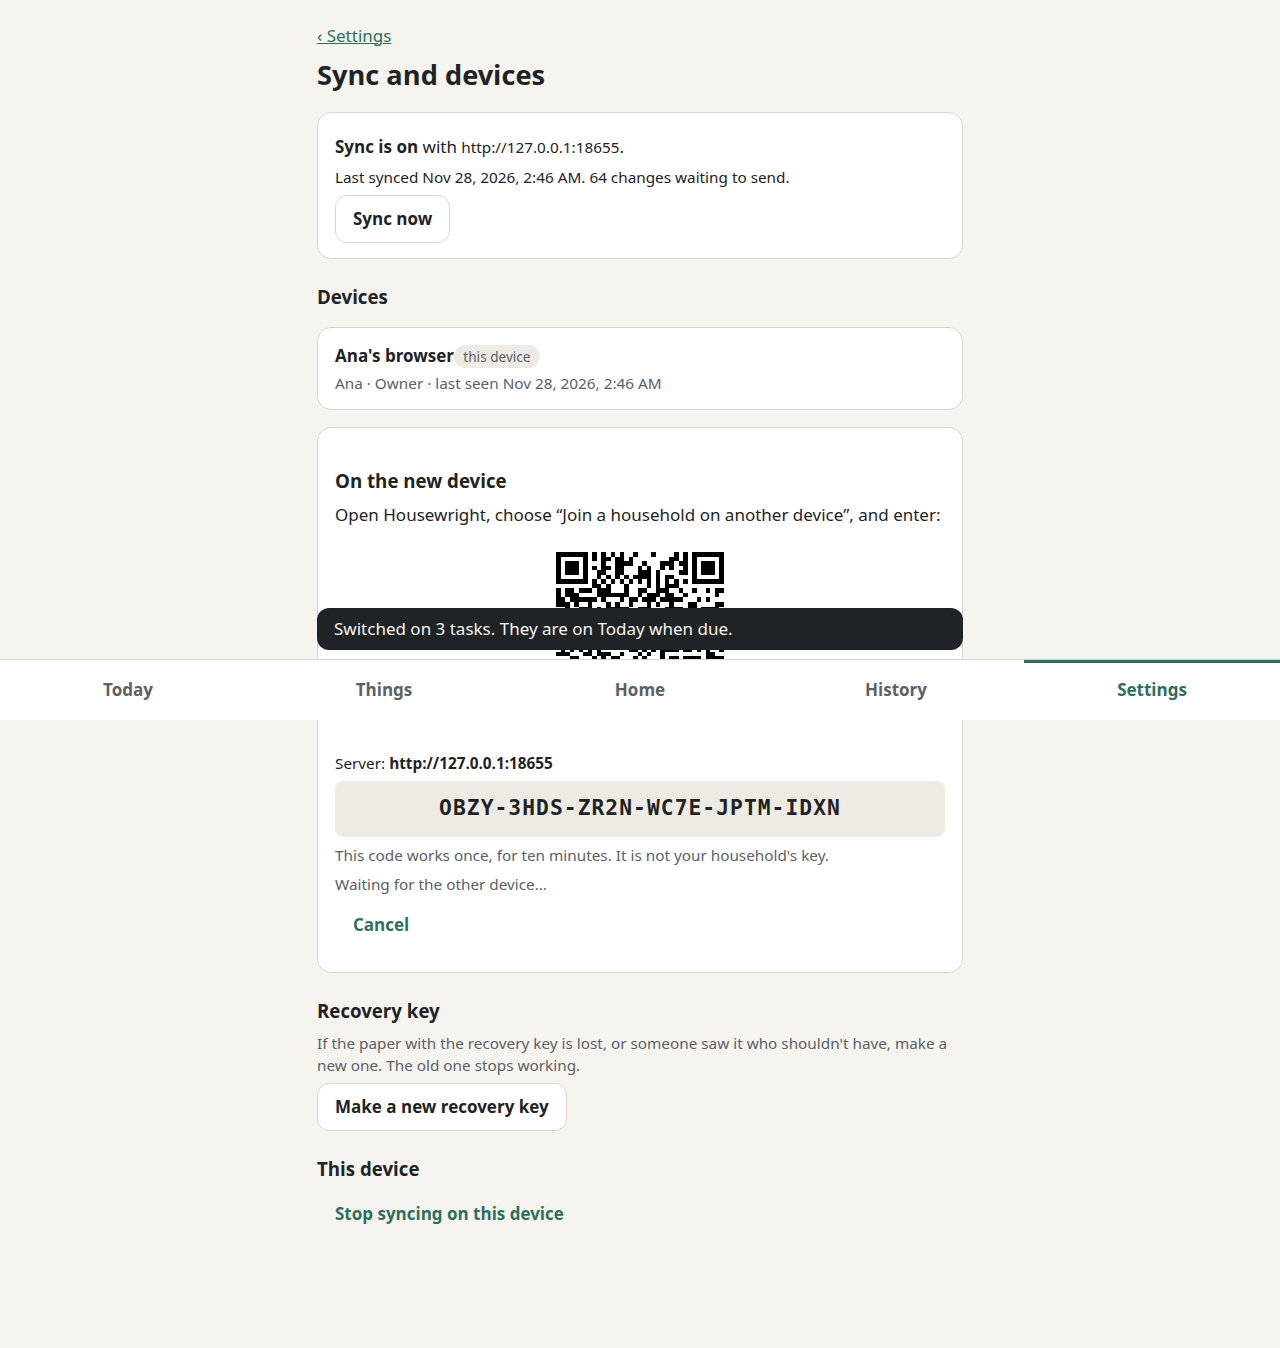 ‹ Settings
Sync and devices
Sync is on with http://127.0.0.1:18655.
Last synced Nov 28, 2026, 2:46 AM. 64 changes waiting to send.
Sync now
Devices
Ana's browser this device
Ana · Owner · last seen Nov 28, 2026, 2:46 AM
On the new device
Open Housewright, choose “Join a household on another device”, and enter:
Switched on 3 tasks. They are on Today when due.
Today Things Home History Settings
Server: http://127.0.0.1:18655
OBZY-3HDS-ZR2N-WC7E-JPTM-IDXN
This code works once, for ten minutes. It is not your household's key.
Waiting for the other device…
Cancel
Recovery key
If the paper with the recovery key is lost, or someone saw it who shouldn't have, make a
new one. The old one stops working.
Make a new recovery key
This device
Stop syncing on this device